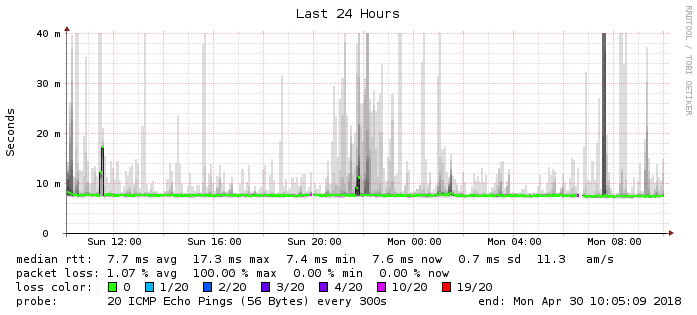 Last 24 Hours
RRDTOOL / TOBI OETIKER
Seconds
40 m
30 m
20 m
10 m
0
Sun 12:00 Sun 16:00 Sun 20:00 Mon 00:00 Mon 04:00 Mon 08:00
median rtt: 7.7 ms avg 17.3 ms max 7.4 ms min 7.6 ms now 0.7 ms sd 11.3 am/s
packet loss: 1.07 % avg 100.00 % max 0.00 % min 0.00 % now
loss color: 0 1/20 2/20 3/20 4/20 10/20 19/20
probe: 20 ICMP Echo Pings (56 Bytes) every 300s end: Mon Apr 30 10:05:09 2018